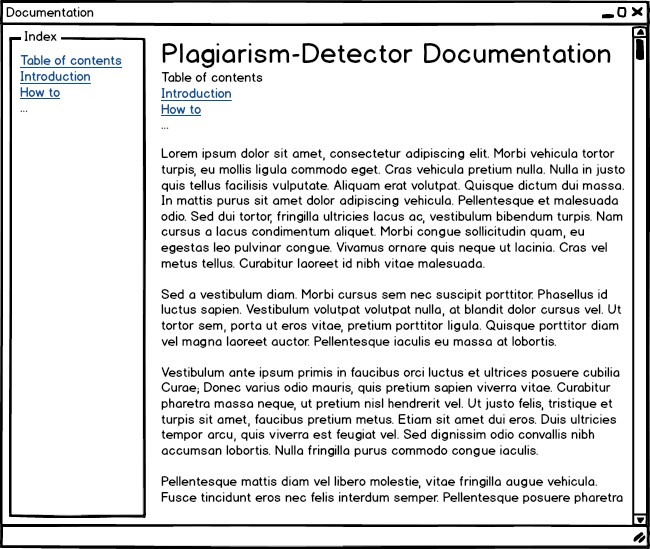 Documentation
Index
Table of contents
Introduction
How to
...
Plagiarism-Detector Documentation
Table of contents
Introduction
How to
...
Lorem ipsum dolor sit amet, consectetur adipiscing elit. Morbi vehicula tortor
turpis, eu mollis ligula commodo eget. Cras vehicula pretium nulla. Nulla in justo
quis tellus facilisis vulputate. Aliquam erat volutpat. Quisque dictum dui massa.
In mattis purus sit amet dolor adipiscing vehicula. Pellentesque et malesuada
odio. Sed dui tortor, fringilla ultricies lacus ac, vestibulum bibendum turpis. Nam
cursus a lacus condimentum aliquet. Morbi congue sollicitudin quam, eu
egestas leo pulvinar congue. Vivamus ornare quis neque ut lacinia. Cras vel
metus tellus. Curabitur laoreet id nibh vitae malesuada.
Sed a vestibulum diam. Morbi cursus sem nec suscipit porttitor. Phasellus id
luctus sapien. Vestibulum volutpat volutpat nulla, at blandit dolor cursus vel. Ut
tortor sem, porta ut eros vitae, pretium porttitor ligula. Quisque porttitor diam
vel magna laoreet auctor. Pellentesque iaculis eu massa at lobortis.
Vestibulum ante ipsum primis in faucibus orci luctus et ultrices posuere cubilia
Curae; Donec varius odio mauris, quis pretium sapien viverra vitae. Curabitur
pharetra massa neque, ut pretium nisl hendrerit vel. Ut justo felis, tristique et
turpis sit amet, faucibus pretium metus. Etiam sit amet dui eros. Duis ultricies
tempor arcu, quis viverra est feugiat vel. Sed dignissim odio convallis nibh
accumsan lobortis. Nulla fringilla purus commodo congue iaculis.
Pellentesque mattis diam vel libero molestie, vitae fringilla augue vehicula.
Fusce tincidunt eros nec felis interdum semper. Pellentesque posuere pharetra